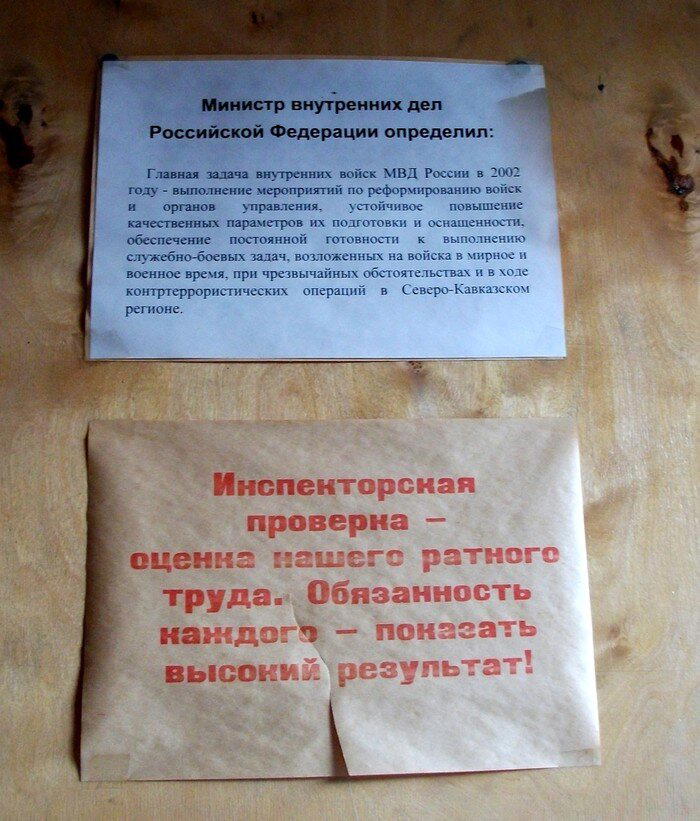 Министр внутренних дел
Российской Федерации определил:
Главная задача внутренних войск МВД России в 2002
году - выполнение мероприятий по реформированию войск
и органов управления, устойчивое повышение
качественных параметров их подготовки и оснащенности,
обеспечение постоянной готовности к выполнению
служебно-боевых задач, возложенных на войска в мирное и
военное время, при чрезвычайных обстоятельствах и в ходе
контртеррористических операций в Северо-Кавказском
регионе.
Инспекторская
проверка –
оценка нашего ратного
труда. Обязанность
каждого – показать
высокий результат!